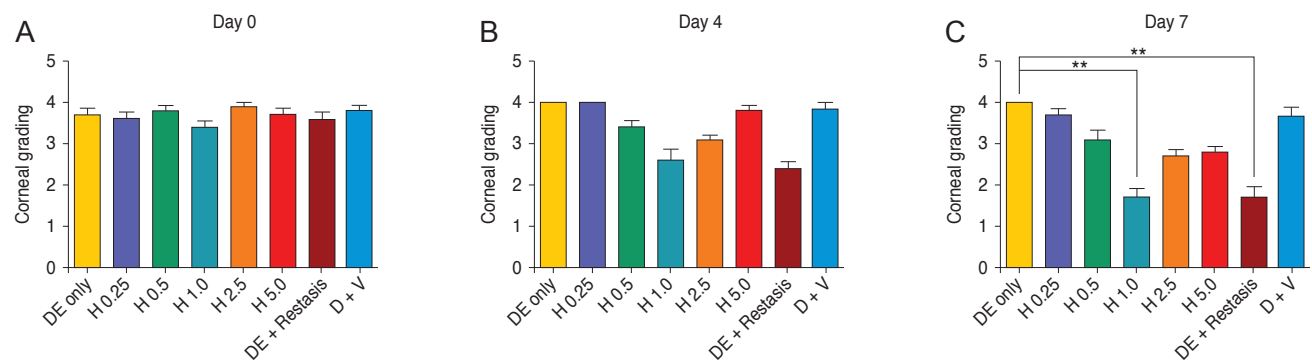 A
Day 0
Corneal grading
5
4
3
2
1
0
DE only
H 0.25
H 0.5
H 1.0
H 2.5
H 5.0
DE + Restasis
D + V
B
Day 4
Corneal grading
5
4
3
2
1
0
DE only
H 0.25
H 0.5
H 1.0
H 2.5
H 5.0
DE + Restasis
D + V
C
Day 7
Corneal grading
5
4
3
2
1
0
**
**
DE only
H 0.25
H 0.5
H 1.0
H 2.5
H 5.0
DE + Restasis
D + V